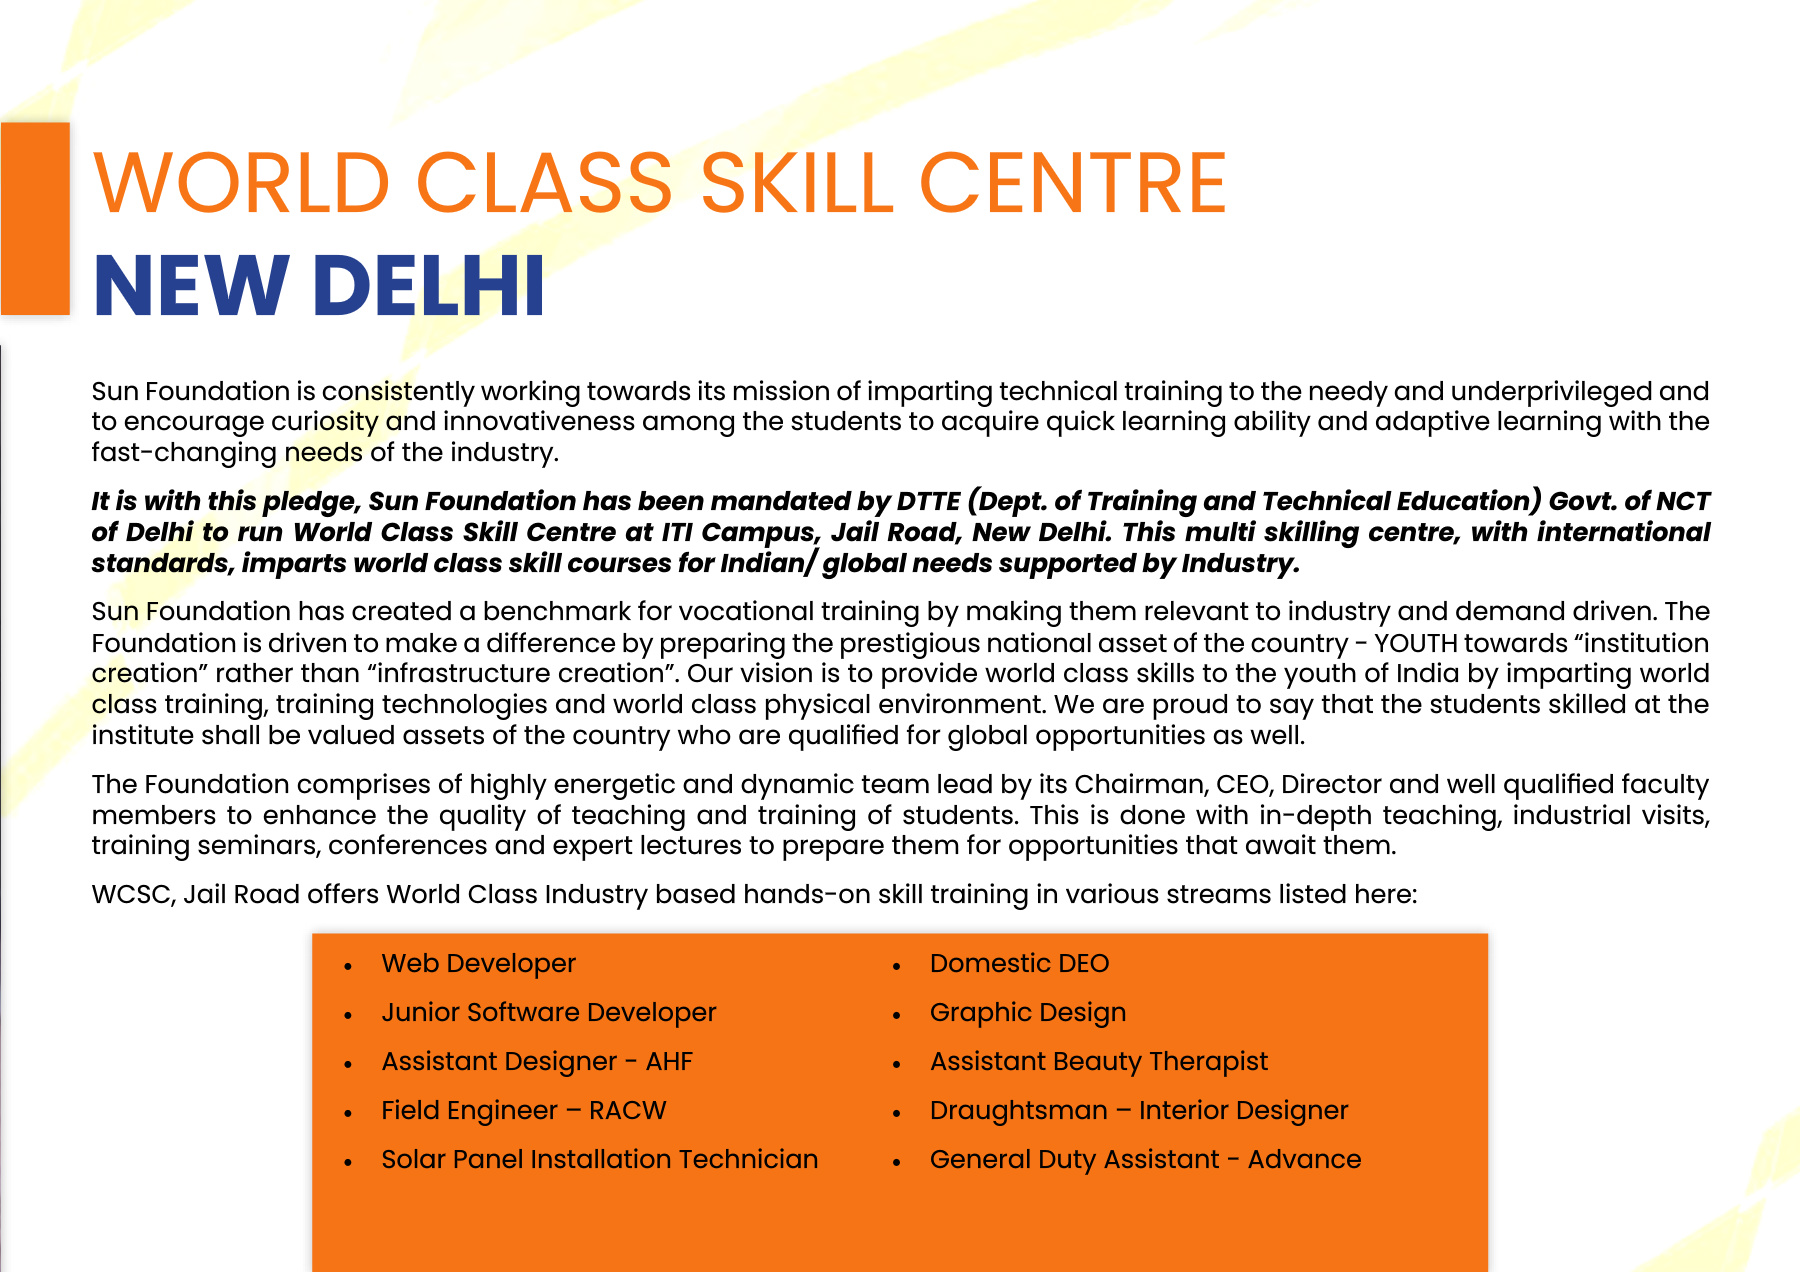 WORLD CLASS SKILL CENTRE
NEW DELHI
Sun Foundation is consistently working towards its mission of imparting technical training to the needy and underprivileged and
to encourage curiosity and innovativeness among the students to acquire quick learning ability and adaptive learning with the
fast-changing needs of the industry.
It is with this pledge, Sun Foundation has been mandated by DTTE (Dept. of Training and Technical Education) Govt. of NCT
of Delhi to run World Class Skill Centre at ITI Campus, Jail Road, New Delhi. This multi skilling centre, with international
standards, imparts world class skill courses for Indian/ global needs supported by Industry.
Sun Foundation has created a benchmark for vocational training by making them relevant to industry and demand driven. The
Foundation is driven to make a difference by preparing the prestigious national asset of the country - YOUTH towards “institution
creation” rather than “infrastructure creation”. Our vision is to provide world class skills to the youth of India by imparting world
class training, training technologies and world class physical environment. We are proud to say that the students skilled at the
institute shall be valued assets of the country who are qualified for global opportunities as well.
The Foundation comprises of highly energetic and dynamic team lead by its Chairman, CEO, Director and well qualified faculty
members to enhance the quality of teaching and training of students. This is done with in-depth teaching, industrial visits,
training seminars, conferences and expert lectures to prepare them for opportunities that await them.
WCSC, Jail Road offers World Class Industry based hands-on skill training in various streams listed here:
• Web Developer
• Junior Software Developer
• Assistant Designer - AHF
• Field Engineer – RACW
• Solar Panel Installation Technician
• Domestic DEO
• Graphic Design
• Assistant Beauty Therapist
• Draughtsman – Interior Designer
• General Duty Assistant - Advance